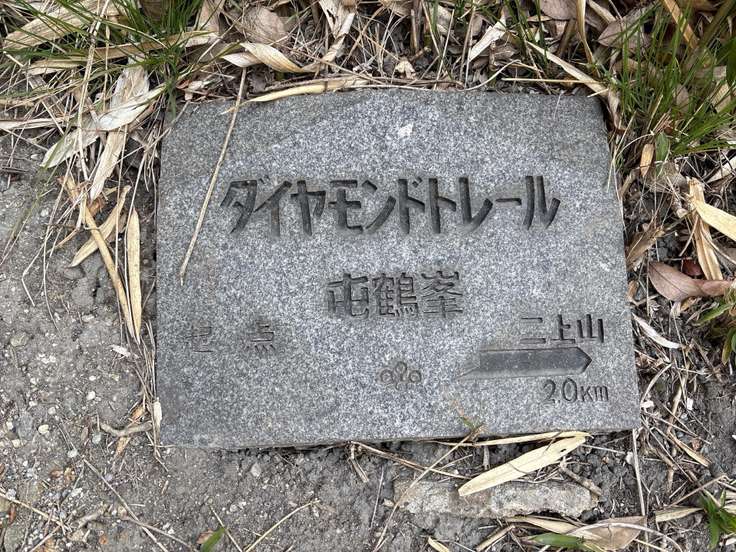 ダイヤモンドトレール
屯鶴峯
起点
二上山
2.0km